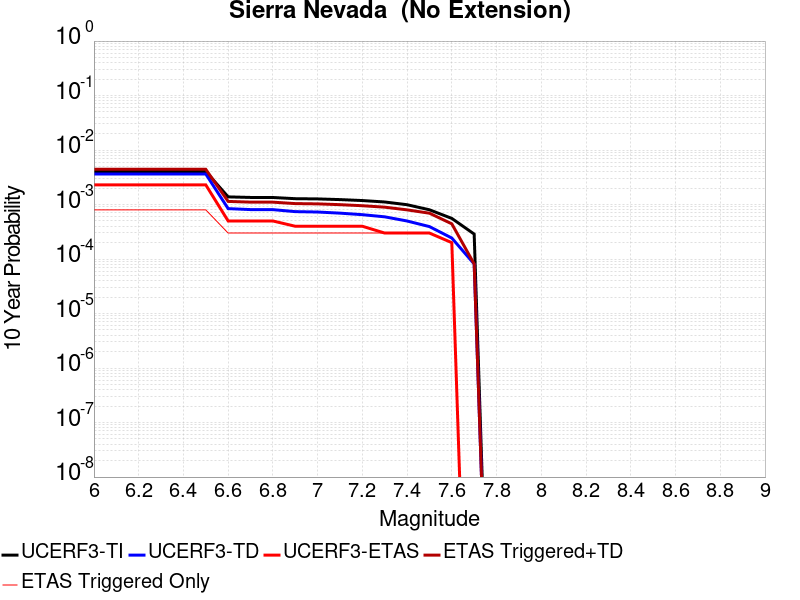 Sierra Nevada  (No Extension)
10 Year Probability
10^0
10^-1
10^-2
10^-3
10^-4
10^-5
10^-6
10^-7
10^-8
6 6.2 6.4 6.6 6.8 7 7.2 7.4 7.6 7.8 8 8.2 8.4 8.6 8.8 9
Magnitude
UCERF3-TI UCERF3-TD UCERF3-ETAS ETAS Triggered+TD
ETAS Triggered Only